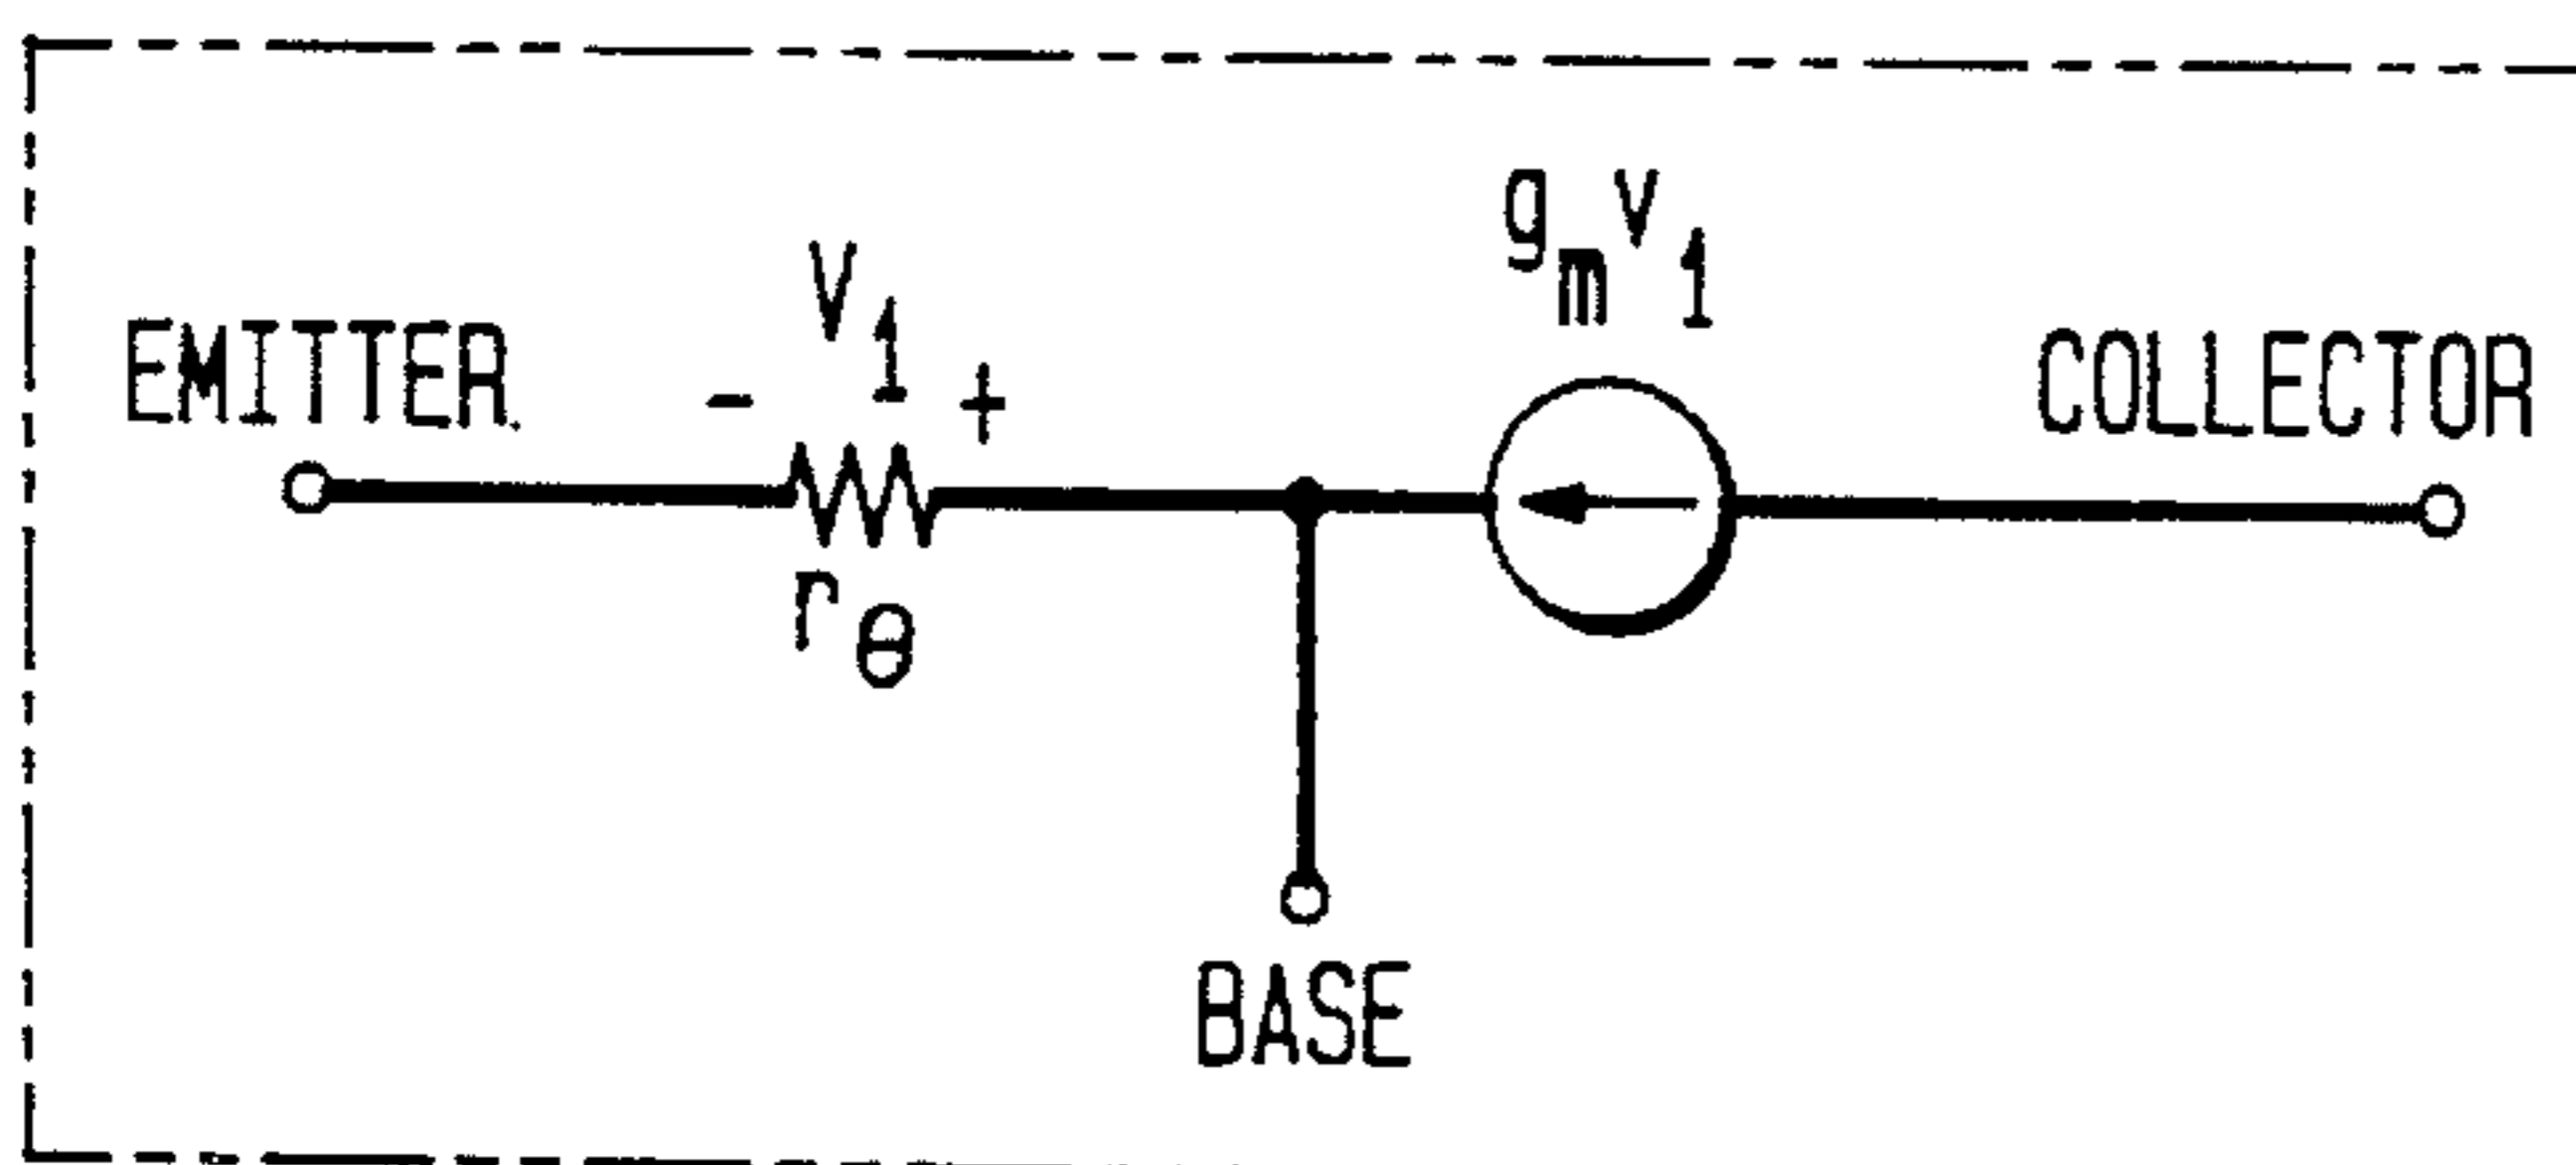 g_m v_1
V_1
EMITTER.
- +
COLLECTOR
r_e
BASE